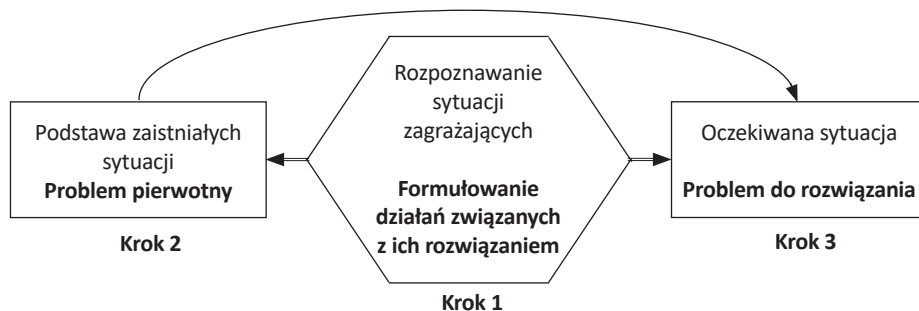 Podstawa zaistniałych
sytuacji
Problem pierwotny
Krok 2
Rozpoznawanie
sytuacji
zagrażających
Formułowanie
działań związanych
z ich rozwiązaniem
Krok 1
Oczekiwana sytuacja
Problem do rozwiązania
Krok 3